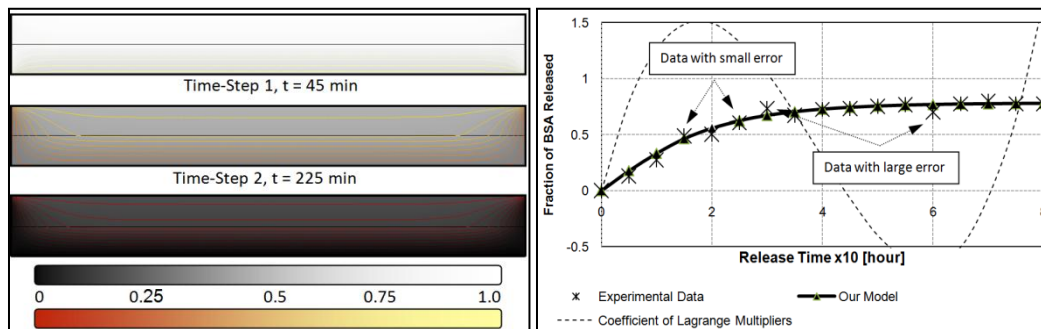 Time-Step 1, t = 45 min
Time-Step 2, t = 225 min
0 0.25 0.5 0.75 1.0
Fraction of BSA Released
1.5
1
0.5
0
-0.5
0 2 4 6 8
Data with small error
Data with large error
Release Time x10 [hour]
Experimental Data
Our Model
Coefficient of Lagrange Multipliers